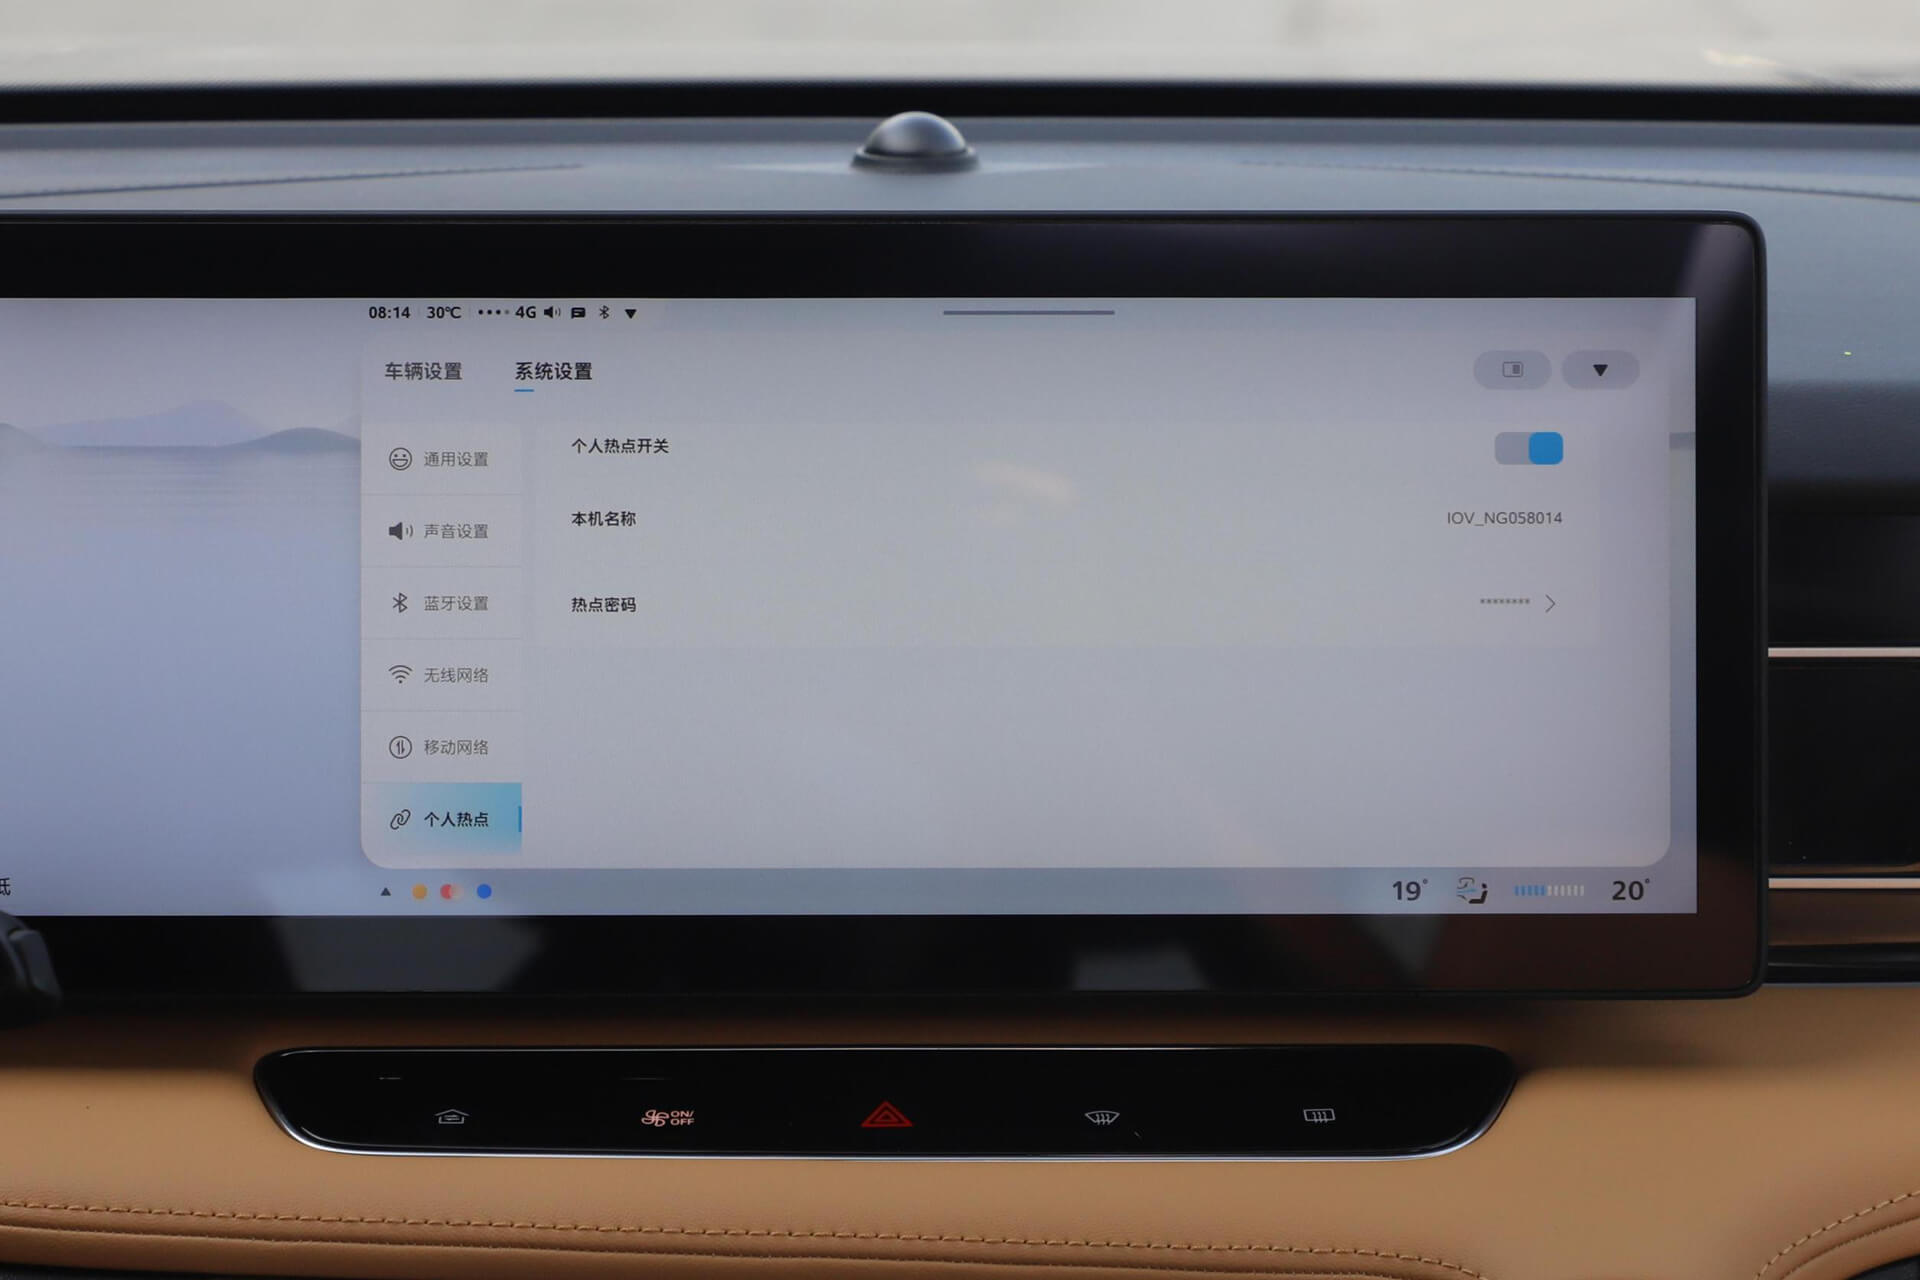 08:14 30℃ 4G
车辆设置 系统设置
通用设置
声音设置
蓝牙设置
无线网络
移动网络
个人热点
个人热点开关
本机名称 IOV_NG058014
热点密码 ********
低
19° 20°
ON/
OFF